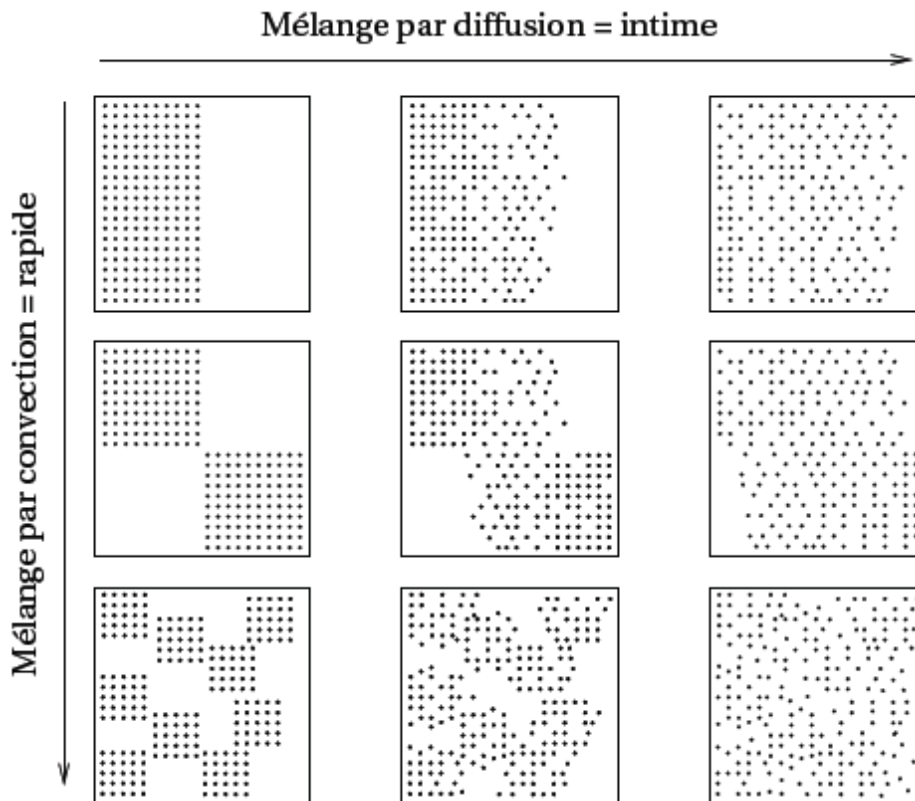 Mélange par diffusion = intime
Mélange par convection = rapide